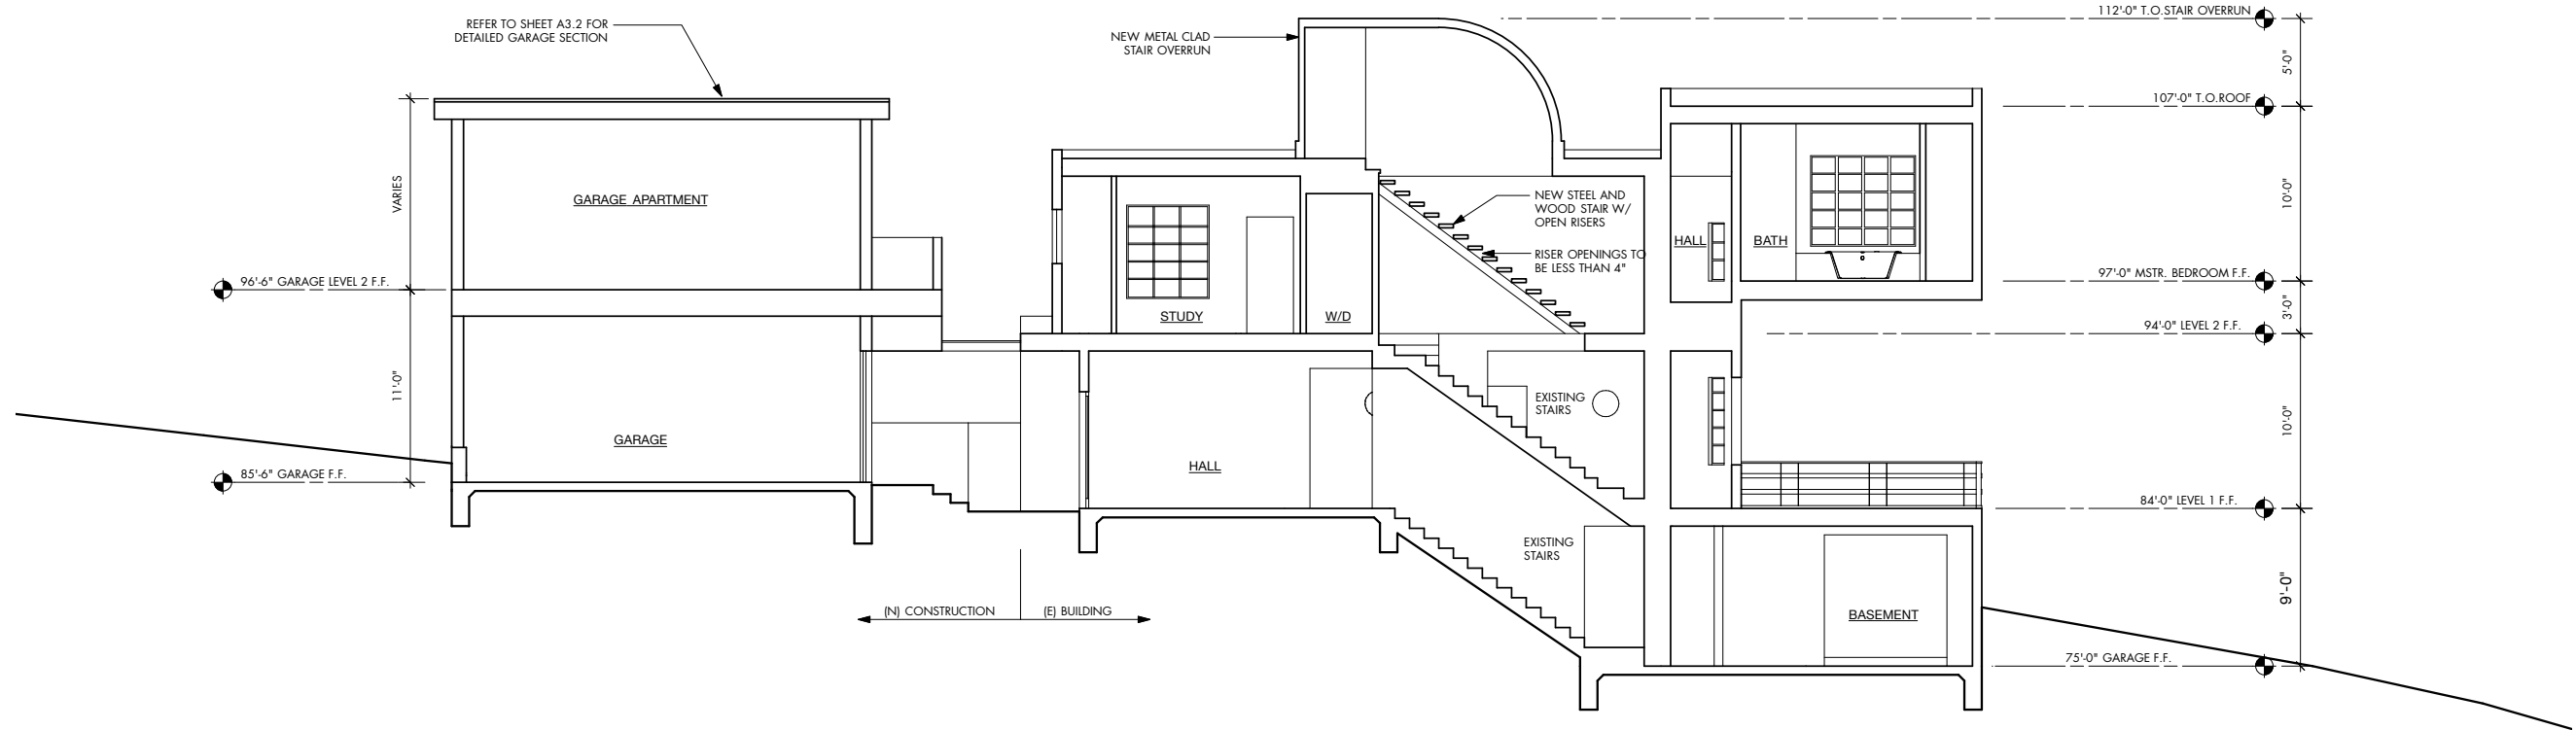 REFER TO SHEET A3.2 FOR
DETAILED GARAGE SECTION
NEW METAL CLAD
STAIR OVERRUN
112'-0" T.O.STAIR OVERRUN
5'-0"
107'-0" T.O.ROOF
VARIES
GARAGE APARTMENT
10'-0"
NEW STEEL AND
WOOD STAIR W/
OPEN RISERS
HALL
BATH
RISER OPENINGS TO
BE LESS THAN 4"
96'-6" GARAGE LEVEL 2 F.F.
97'-0" MSTR. BEDROOM F.F.
3'-0"
STUDY
W/D
94'-0" LEVEL 2 F.F.
11'-0"
EXISTING
STAIRS
10'-0"
GARAGE
HALL
85'-6" GARAGE F.F.
84'-0" LEVEL 1 F.F.
EXISTING
STAIRS
9'-0"
(N) CONSTRUCTION
(E) BUILDING
BASEMENT
75'-0" GARAGE F.F.